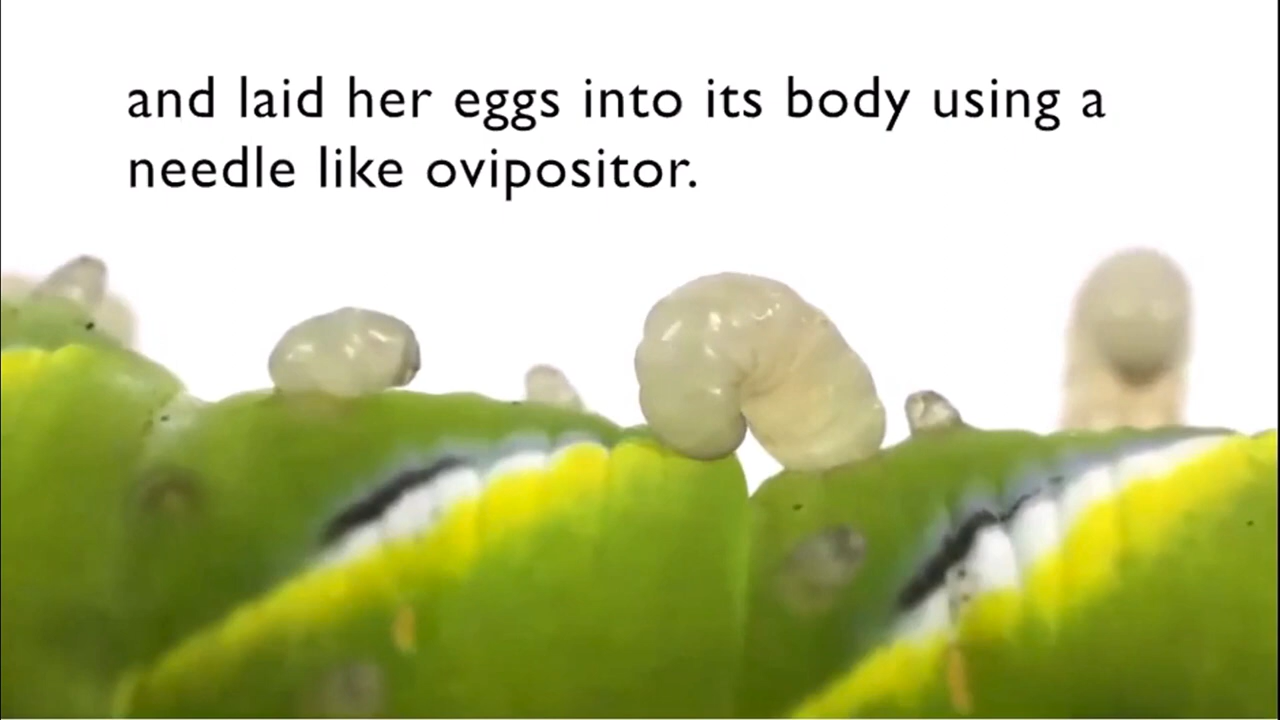 and laid her eggs into its body using a
needle like ovipositor.